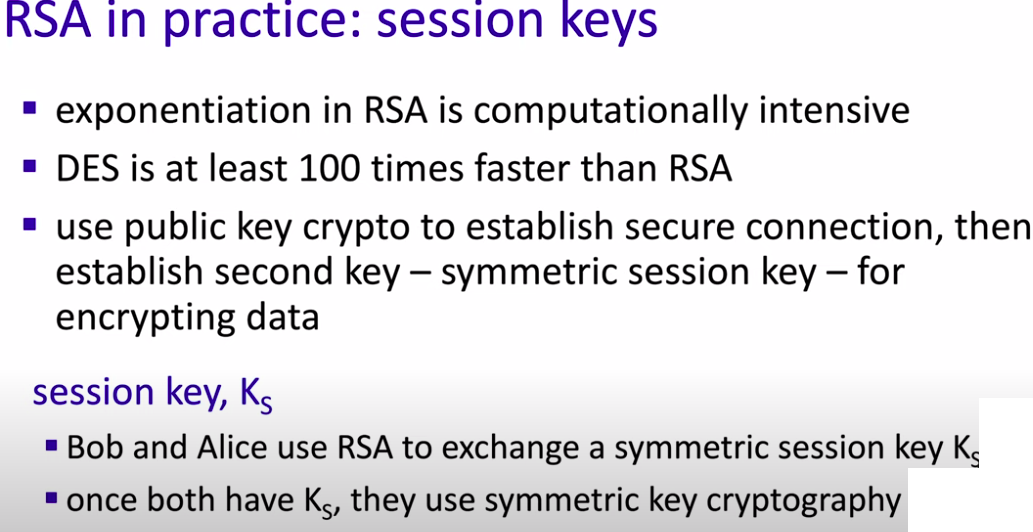 RSA in practice: session keys
▪ exponentiation in RSA is computationally intensive
▪ DES is at least 100 times faster than RSA
▪ use public key crypto to establish secure connection, then
establish second key – symmetric session key – for
encrypting data
session key, K_S
▪ Bob and Alice use RSA to exchange a symmetric session key K_S
▪ once both have K_S, they use symmetric key cryptography